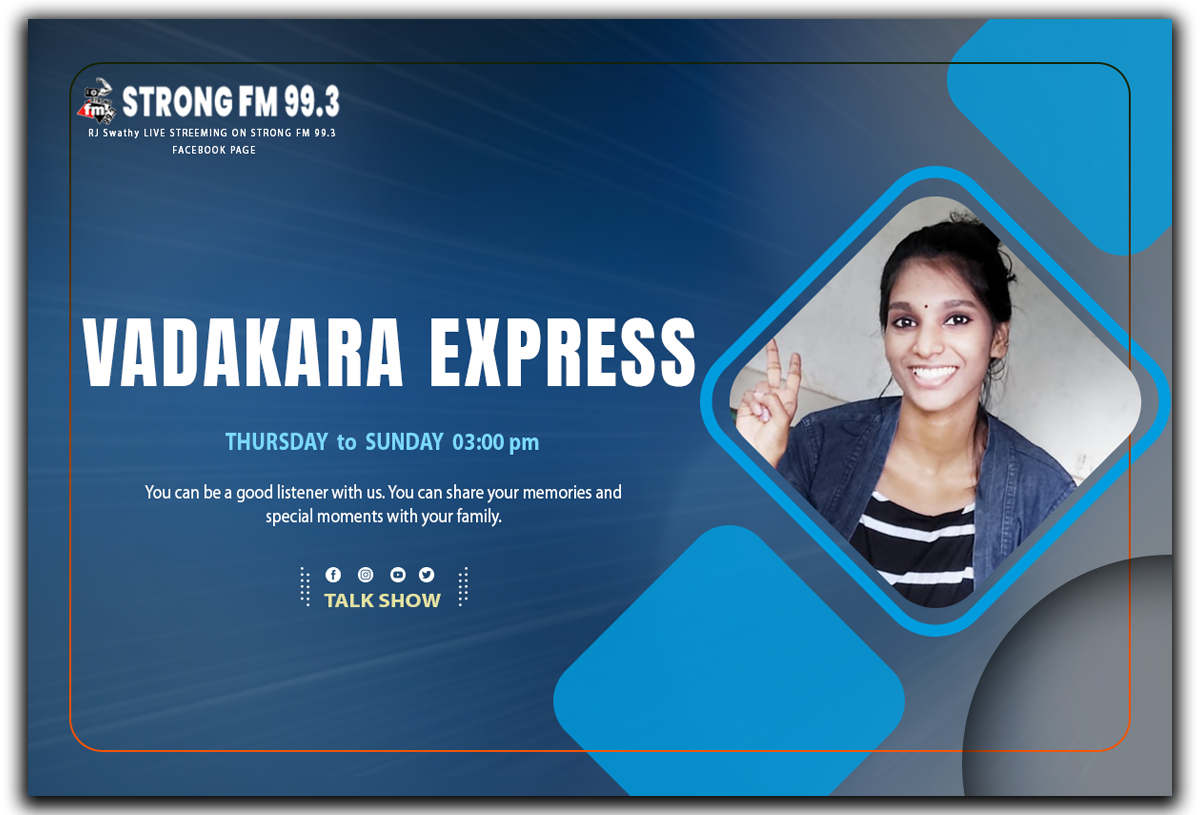 fm
STRONG FM 99.3
RJ Swathy LIVE STREEMING ON STRONG FM 99.3
FACEBOOK PAGE
VADAKARA EXPRESS
THURSDAY to SUNDAY 03:00 pm
You can be a good listener with us. You can share your memories and
special moments with your family.
TALK SHOW